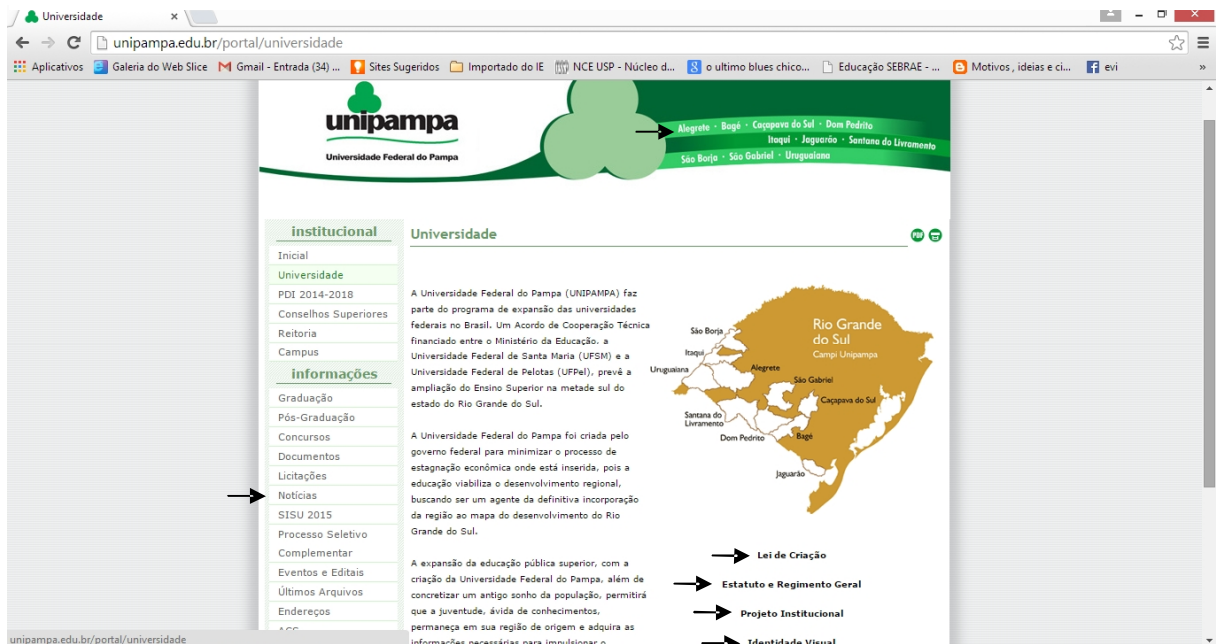 Universidade
unipampa.edu.br/portal/universidade
Aplicativos Galeria do Web Slice Gmail - Entrada (34) ... Sites Sugeridos Importado do IE NCE USP - Núcleo d... o ultimo blues chico... Educação SEBRAE - ... Motivos , ideias e ci... evi »
unipampa
Universidade Federal do Pampa
Alegrete · Bagé · Caçapava do Sul · Dom Pedrito
Itaqui · Jaguarão · Santana do Livramento
São Borja · São Gabriel · Uruguaiana
institucional
Inicial
Universidade
PDI 2014-2018
Conselhos Superiores
Reitoria
Campus
informações
Graduação
Pós-Graduação
Concursos
Documentos
Licitações
Notícias
SISU 2015
Processo Seletivo
Complementar
Eventos e Editais
Últimos Arquivos
Endereços
Universidade
PDF
A Universidade Federal do Pampa (UNIPAMPA) faz
parte do programa de expansão das universidades
federais no Brasil. Um Acordo de Cooperação Técnica
financiado entre o Ministério da Educação. a
Universidade Federal de Santa Maria (UFSM) e a
Universidade Federal de Pelotas (UFPel), prevê a
ampliação do Ensino Superior na metade sul do
estado do Rio Grande do Sul.
A Universidade Federal do Pampa foi criada pelo
governo federal para minimizar o processo de
estagnação econômica onde está inserida, pois a
educação viabiliza o desenvolvimento regional,
buscando ser um agente da definitiva incorporação
da região ao mapa do desenvolvimento do Rio
Grande do Sul.
A expansão da educação pública superior, com a
criação da Universidade Federal do Pampa, além de
concretizar um antigo sonho da população, permitirá
que a juventude, ávida de conhecimentos,
permaneça em sua região de origem e adquira as
informações necessárias para impulsionar o
Rio Grande
do Sul
Campi Unipampa
São Borja
Itaqui
Uruguaiana
Alegrete
São Gabriel
Caçapava do Sul
Santana do
Livramento
Dom Pedrito
Bagé
Jaguarão
Lei de Criação
Estatuto e Regimento Geral
Projeto Institucional
Identidade Visual
unipampa.edu.br/portal/universidade